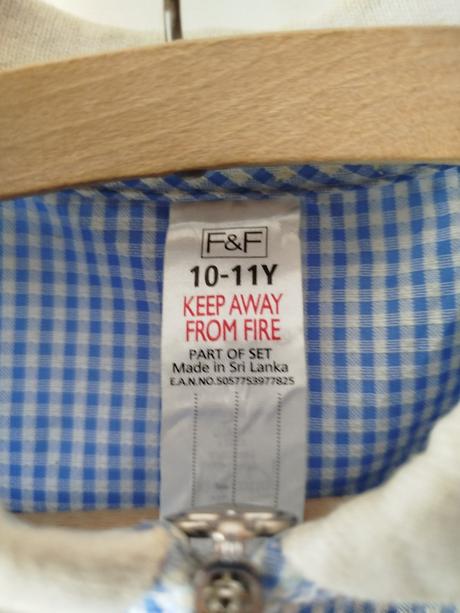 F&F
10-11Y
KEEP AWAY
FROM FIRE
PART OF SET
Made in Sri Lanka
E.A.N.NO.5057753977825